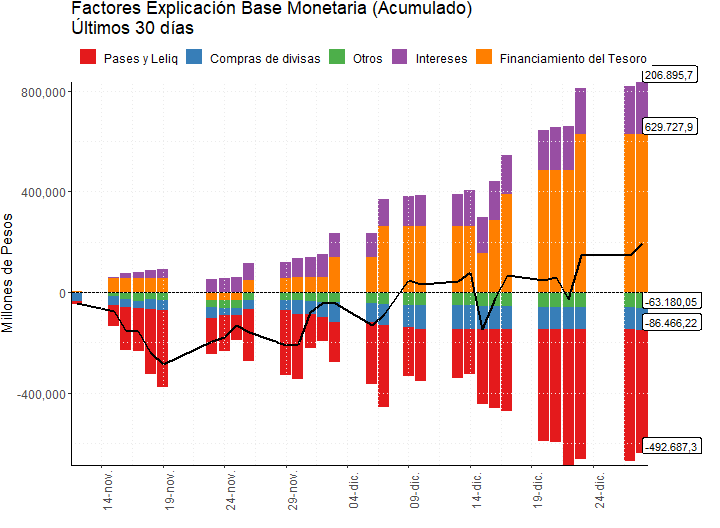 Factores Explicación Base Monetaria (Acumulado)
Últimos 30 días
Pases y Leliq Compras de divisas Otros Intereses Financiamiento del Tesoro
Millones de Pesos
800,000
400,000
0
-400,000
206.895,7
629.727,9
-63.180,05
-86.466,22
-492.687,3
14-nov.
19-nov.
24-nov.
29-nov.
04-dic.
09-dic.
14-dic.
19-dic.
24-dic.